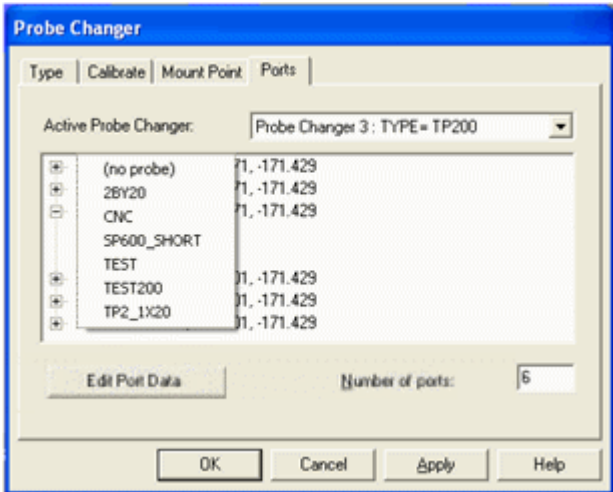 Probe Changer
Type Calibrate Mount Point Ports
Active Probe Changer: Probe Changer 3 : TYPE= TP200
(no probe) 71, -171.429
2BY20 71, -171.429
CNC 71, -171.429
SP600_SHORT
TEST
TEST200 01, -171.429
TP2_1X20 01, -171.429
01, -171.429
Edit Port Data Number of ports: 6
OK Cancel Apply Help